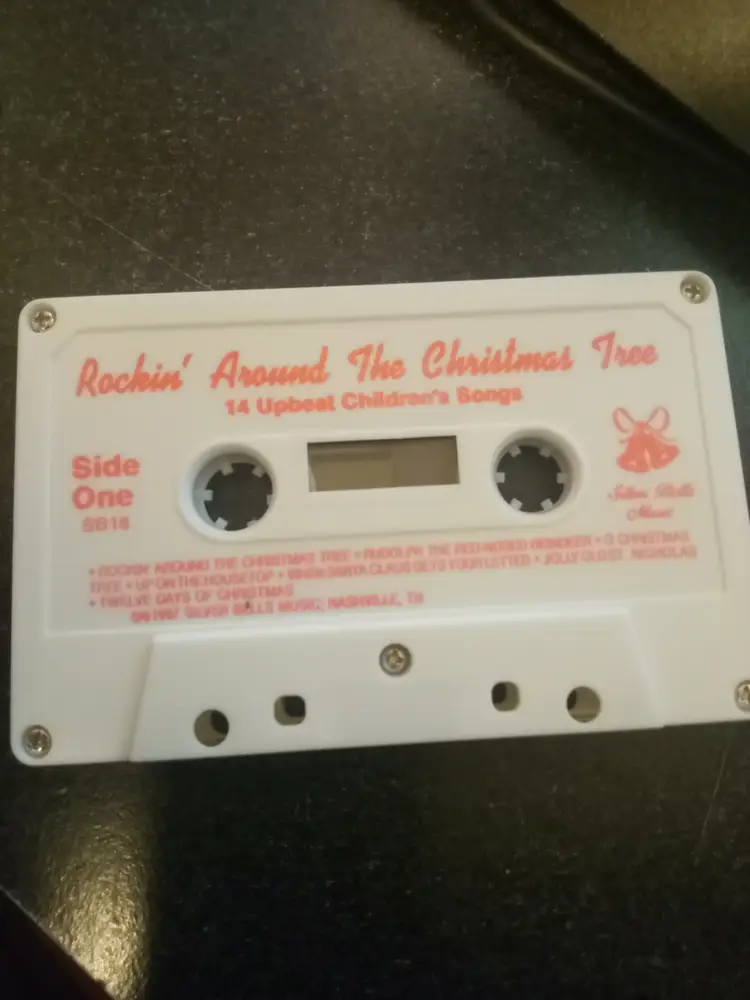 Rockin' Around The Christmas Tree
14 Upbeat Children's Songs
Side
One
SB18
Silver Bells
Music
• ROCKIN' AROUND THE CHRISTMAS TREE • RUDOLPH THE RED-NOSED REINDEER • O CHRISTMAS
TREE • UP ON THE HOUSETOP • WHEN SANTA CLAUS GETS YOUR LETTER • JOLLY OLD ST. NICHOLAS
• TWELVE DAYS OF CHRISTMAS
1987 SILVER BELLS MUSIC, NASHVILLE, TN